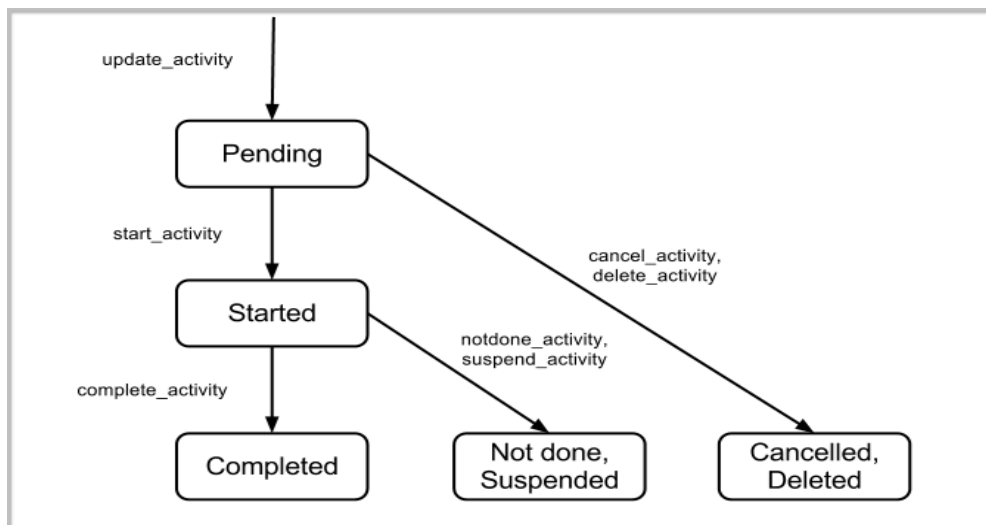 update_activity
Pending
start_activity
cancel_activity,
delete_activity
Started
notdone_activity,
suspend_activity
complete_activity
Completed
Not done,
Suspended
Cancelled,
Deleted